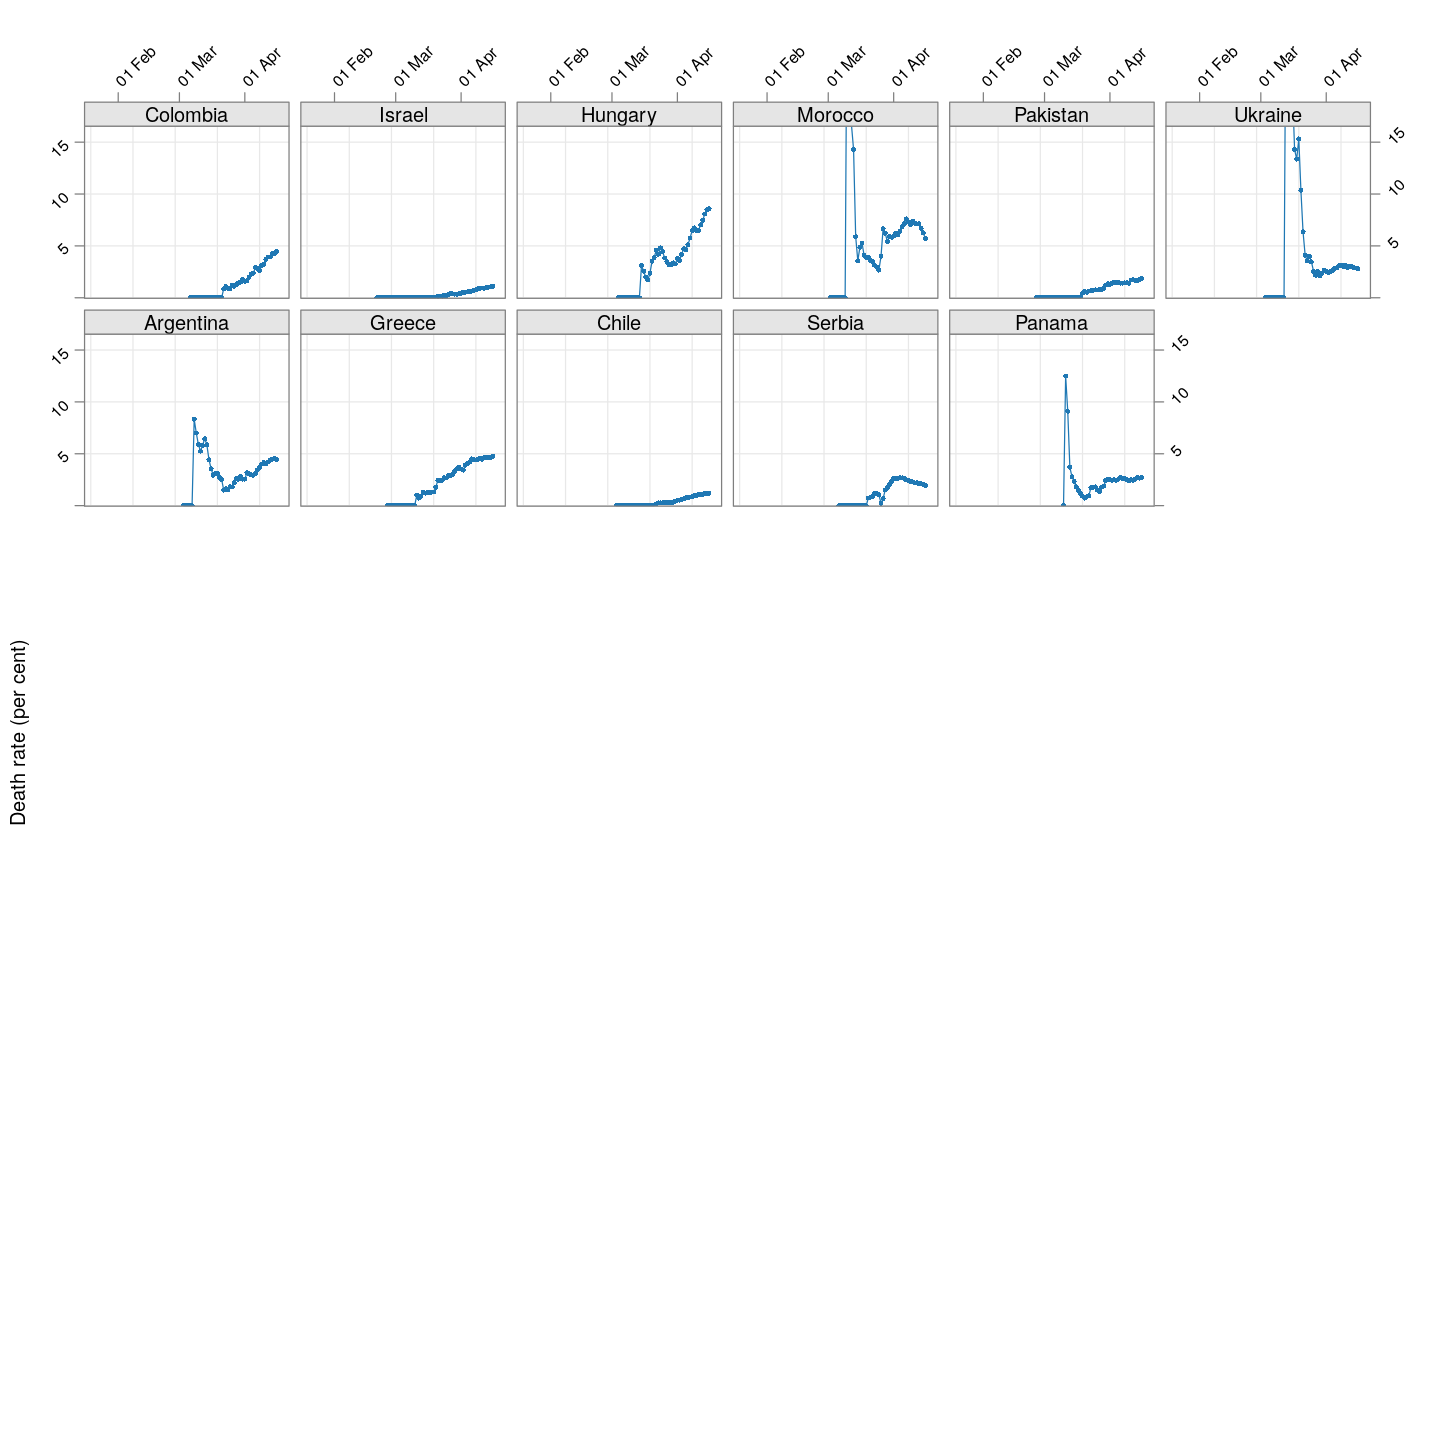 01 Feb 01 Mar 01 Apr 01 Feb 01 Mar 01 Apr 01 Feb 01 Mar 01 Apr 01 Feb 01 Mar 01 Apr 01 Feb 01 Mar 01 Apr 01 Feb 01 Mar 01 Apr
Colombia Israel Hungary Morocco Pakistan Ukraine
15 15
10 10
5 5
Argentina Greece Chile Serbia Panama
15 15
10 10
5 5
Death rate (per cent)